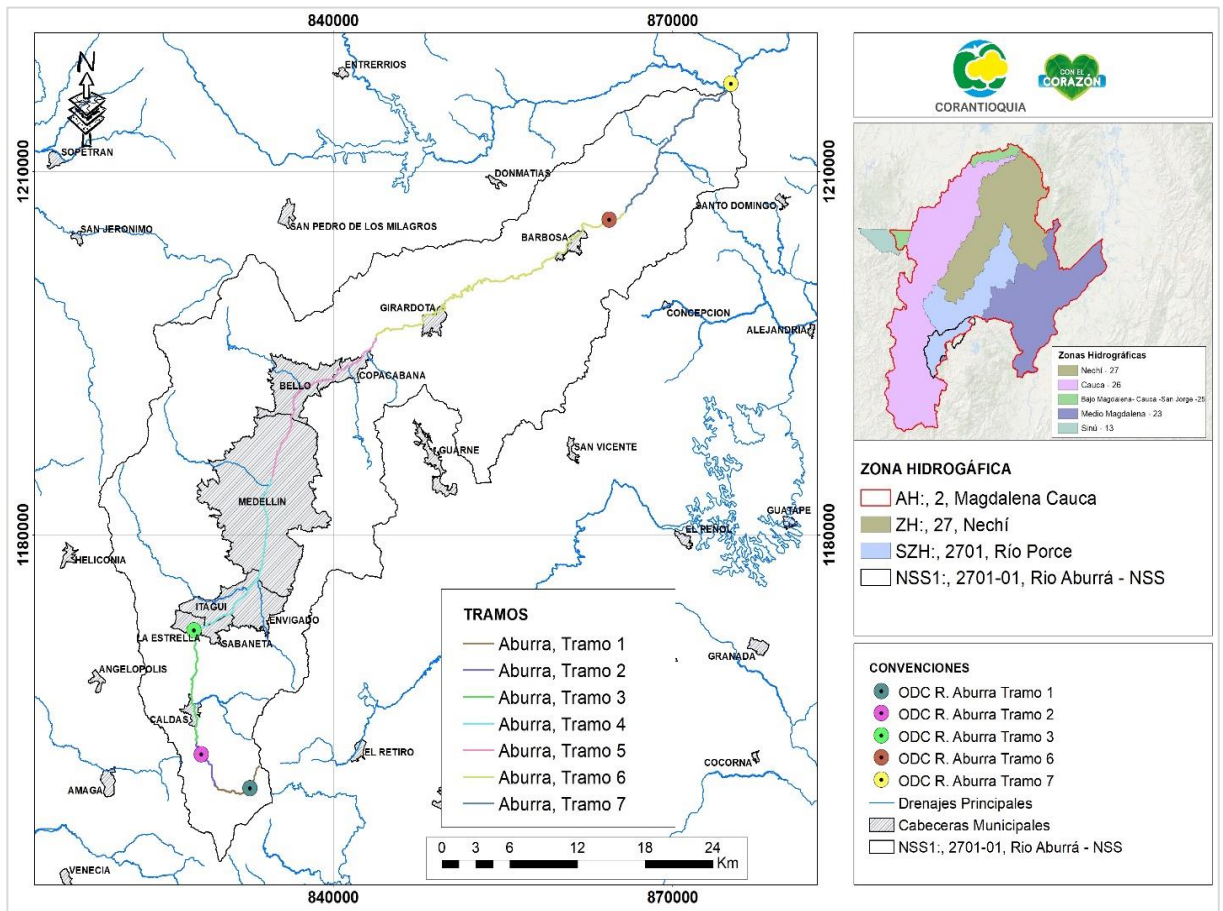 840000
870000
N
ENTRERRIOS
SOPETRAN
1210000
1210000
DONMATIAS
SANTO DOMINGO
SAN PEDRO DE LOS MILAGROS
SAN JERONIMO
BARBOSA
GIRARDOTA
CONCEPCION
ALEJANDRIA
COPACABANA
BELLO
GUARNE
SAN VICENTE
MEDELLIN
GUATAPE
EL PEÑOL
1180000
1180000
HELICONIA
ITAGUI
ENVIGADO
LA ESTRELLA
SABANETA
GRANADA
ANGELOPOLIS
CALDAS
EL RETIRO
COCORNA
AMAGA
VENECIA
TRAMOS
Aburra, Tramo 1
Aburra, Tramo 2
Aburra, Tramo 3
Aburra, Tramo 4
Aburra, Tramo 5
Aburra, Tramo 6
Aburra, Tramo 7
0 3 6 12 18 24
Km
840000
870000
CORANTIOQUIA
CON EL
CORAZÓN
Zonas Hidrográficas
Nechí - 27
Cauca - 26
Bajo Magdalena- Cauca -San Jorge -25
Medio Magdalena - 23
Sinú - 13
ZONA HIDROGÁFICA
AH:, 2, Magdalena Cauca
ZH:, 27, Nechí
SZH:, 2701, Río Porce
NSS1:, 2701-01, Rio Aburrá - NSS
CONVENCIONES
ODC R. Aburra Tramo 1
ODC R. Aburra Tramo 2
ODC R. Aburra Tramo 3
ODC R. Aburra Tramo 6
ODC R. Aburra Tramo 7
Drenajes Principales
Cabeceras Municipales
NSS1:, 2701-01, Rio Aburrá - NSS